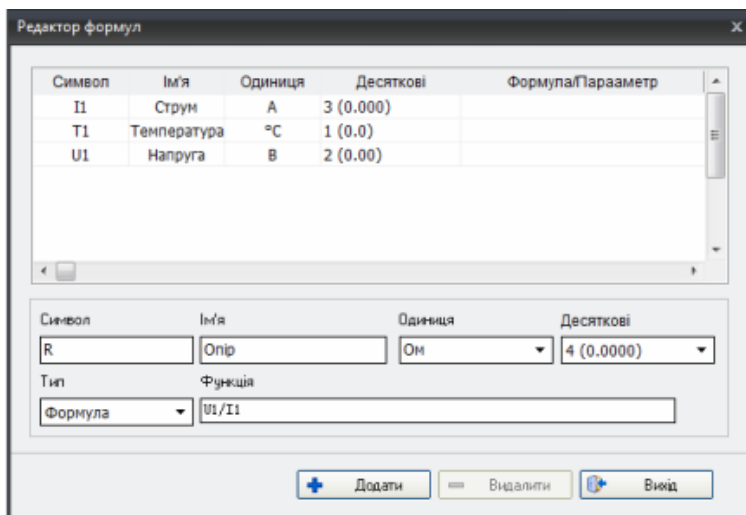 Редактор формул x
Символ Ім'я Одиниця Десяткові Формула/Парааметр
I1 Струм А 3 (0.000)
T1 Температура °C 1 (0.0)
U1 Напруга В 2 (0.00)
Символ Ім'я Одиниця Десяткові
R Опір Ом 4 (0.0000)
Тип Функція
Формула U1/I1
Додати Видалити Вихід